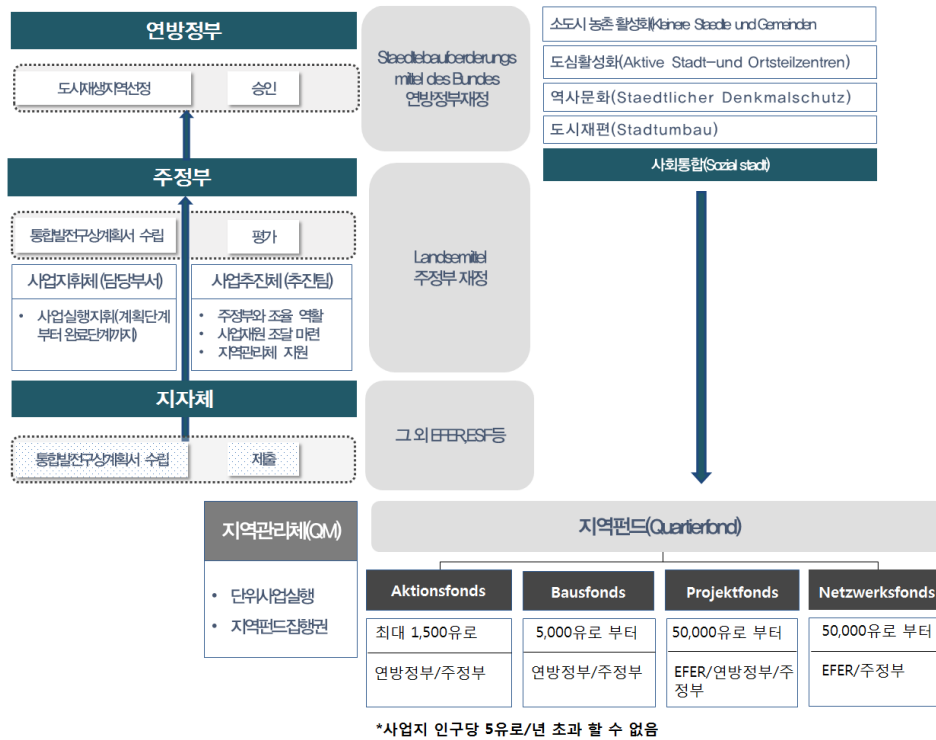 연방정부
도시재생지역선정
승인
주정부
통합발전구상계획서 수립
평가
사업지휘체 (담당부서)
• 사업실행지휘(계획단계
부터 완료단계까지)
사업추진체 (추진팀)
• 주정부와 조율 역할
• 사업재원 조달 마련
• 지역관리체 지원
지자체
통합발전구상계획서 수립
제출
Staedtebauforderungs
mittel des Bundes
연방정부재정
Landsemittel
주정부 재정
그 외 EFER,ESF등
소도시 농촌 활성화(Kleinere Staedte und Gemeinden
도심활성화(Aktive Stadt-und Ortsteilzentren)
역사문화(Staedtlicher Denkmalschutz)
도시재편(Stadtumbau)
사회통합(Sozial stadt)
지역관리체(QM)
• 단위사업실행
• 지역펀드집행권
지역펀드(Quartierfond)
Aktionsfonds
최대 1,500유로
연방정부/주정부
Bausfonds
5,000유로 부터
연방정부/주정부
Projektfonds
50,000유로 부터
EFER/연방정부/주
정부
Netzwerksfonds
50,000유로 부터
EFER/주정부
*사업지 인구당 5유로/년 초과 할 수 없음